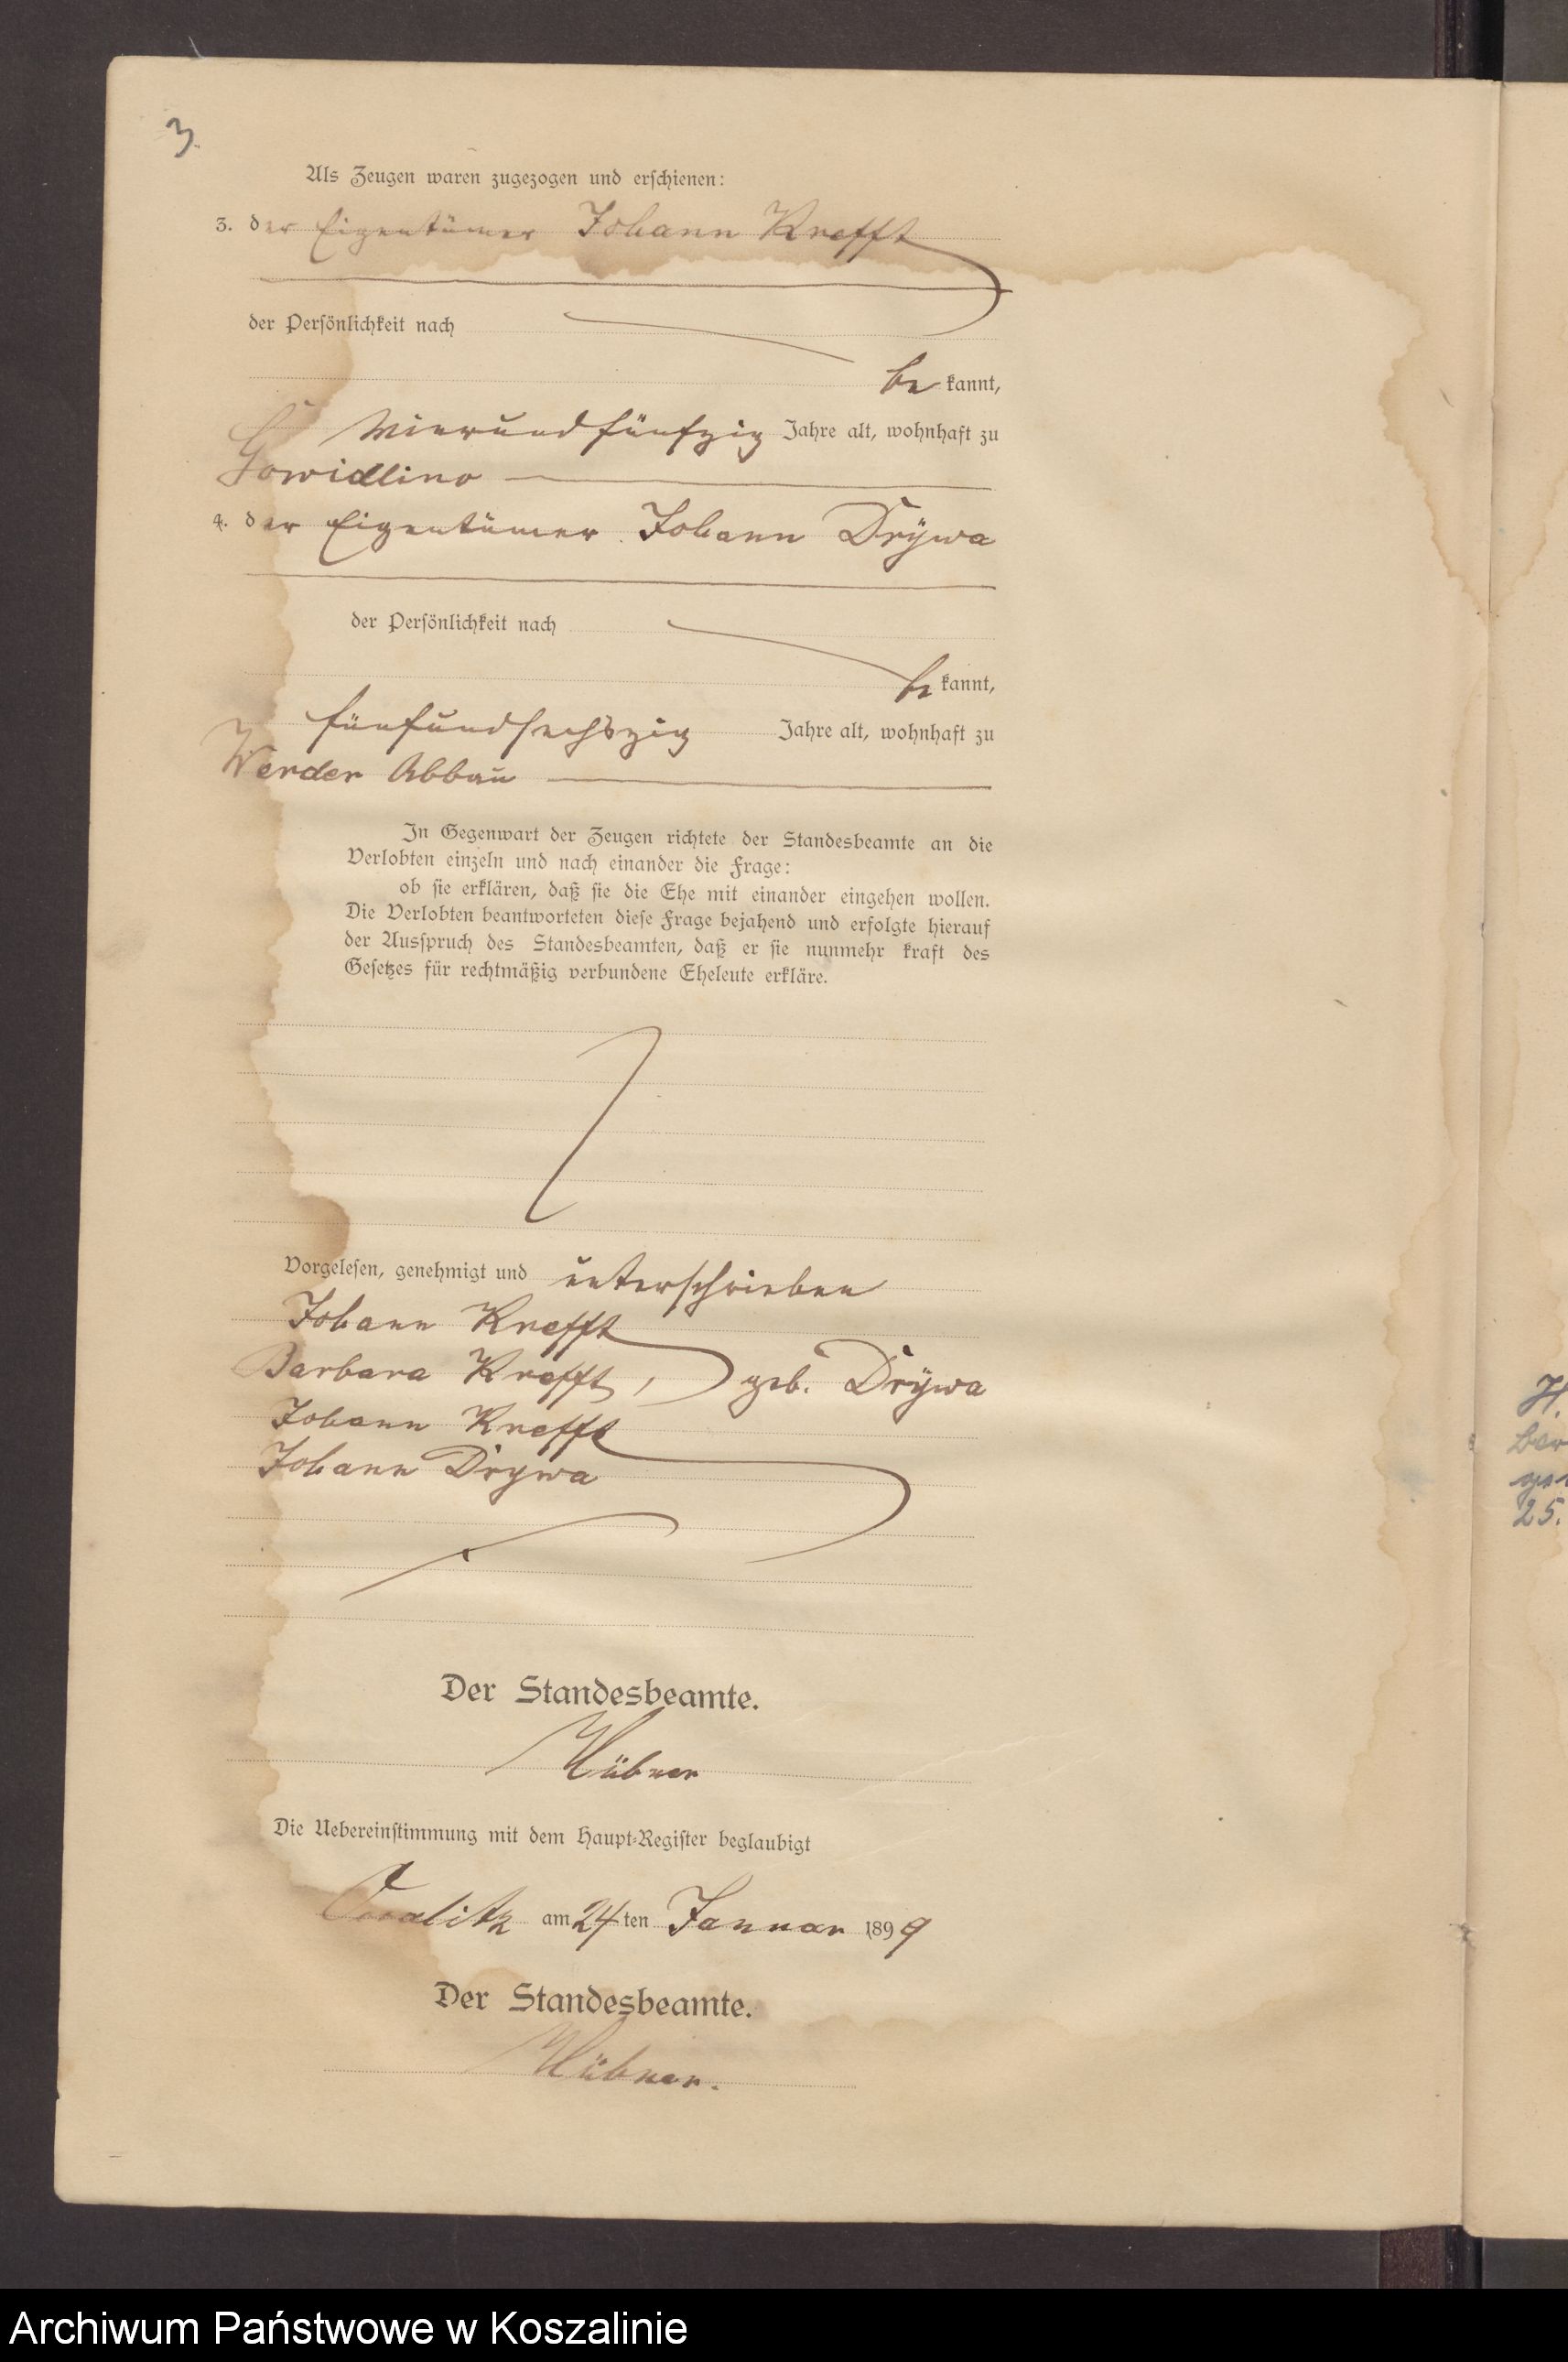 3.
Als Zeugen waren zugezogen und erschienen:
3. der Eigentümer Johann Krefft
der Persönlichkeit nach
be kannt,
vierundfünfzig Jahre alt, wohnhaft zu
Gowidlino
4. der Eigentümer Johann Drÿwa
der Persönlichkeit nach
be kannt,
fünfundsechszig Jahre alt, wohnhaft zu
Werder Abbau
In Gegenwart der Zeugen richtete der Standesbeamte an die
Verlobten einzeln und nach einander die Frage:
ob sie erklären, daß sie die Ehe mit einander eingehen wollen.
Die Verlobten beantworteten diese Frage bejahend und erfolgte hierauf
der Ausspruch des Standesbeamten, daß er sie nunmehr kraft des
Gesetzes für rechtmäßig verbundene Eheleute erkläre.
Vorgelesen, genehmigt und unterschrieben
Johann Krefft
Barbara Krefft, geb. Drÿwa
Johann Krefft
Johann Drywa
Der Standesbeamte.
Hübner
Die Uebereinstimmung mit dem Haupt-Register beglaubigt
am 24 ten Januar 1899
Der Standesbeamte.
Hübner.
H.
25.
Archiwum Państwowe w Koszalinie